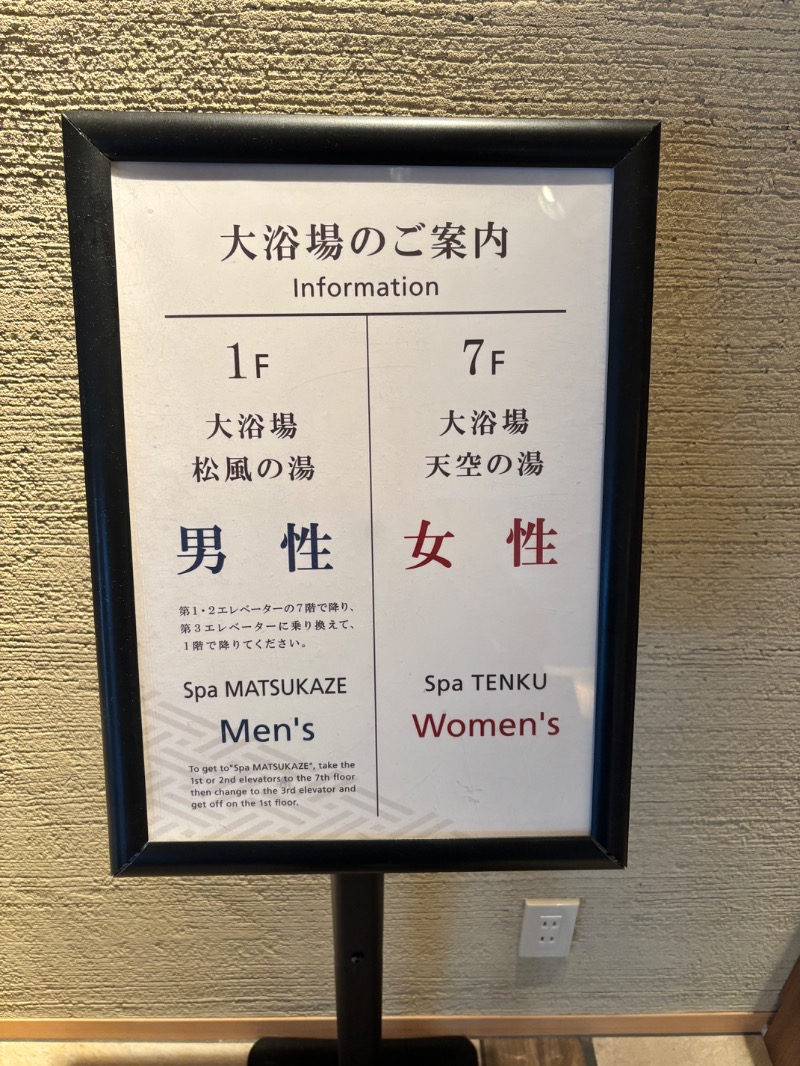 大浴場のご案内
Information
1F
大浴場
松風の湯
男性
第1・2エレベーターの7階で降り、
第3エレベーターに乗り換えて、
1階で降りてください。
Spa MATSUKAZE
Men's
To get to"Spa MATSUKAZE", take the
1st or 2nd elevators to the 7th floor
then change to the 3rd elevator and
get off on the 1st floor.
7F
大浴場
天空の湯
女性
Spa TENKU
Women's